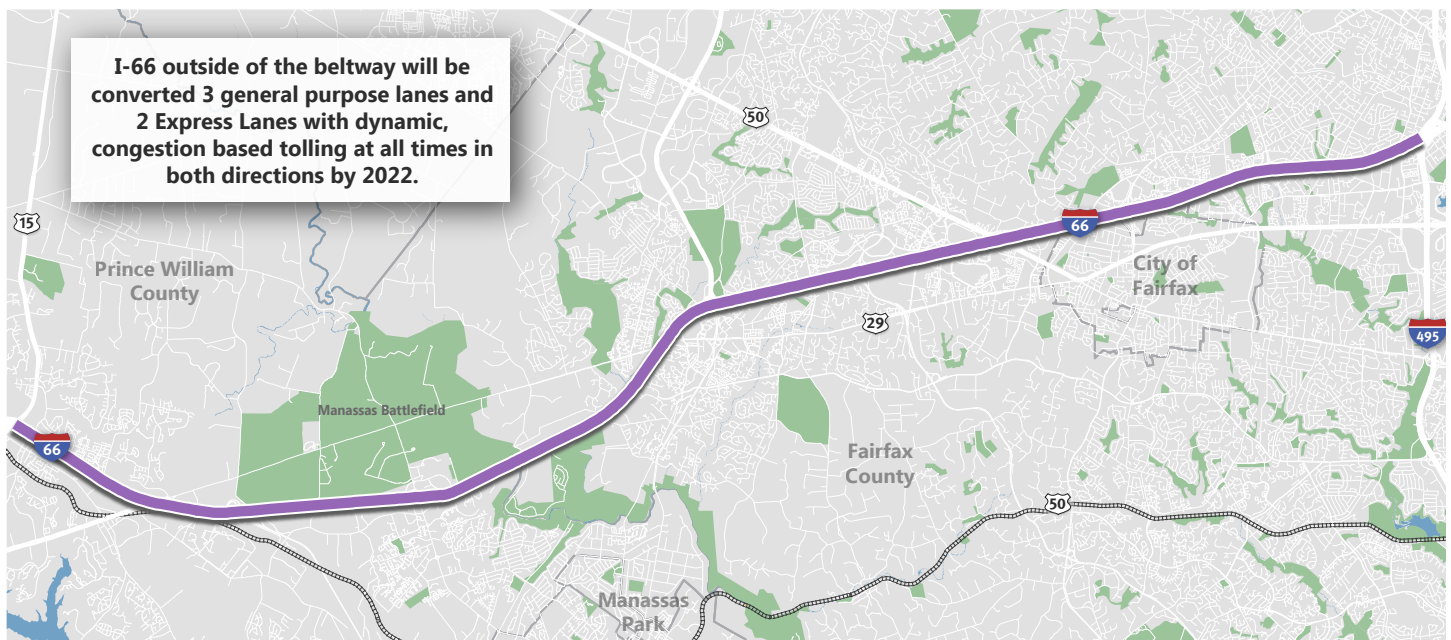 I-66 outside of the beltway will be
converted 3 general purpose lanes and
2 Express Lanes with dynamic,
congestion based tolling at all times in
both directions by 2022.
50
15
66
Prince William
County
City of
Fairfax
29
495
Manassas Battlefield
66
Fairfax
County
50
Manassas
Park